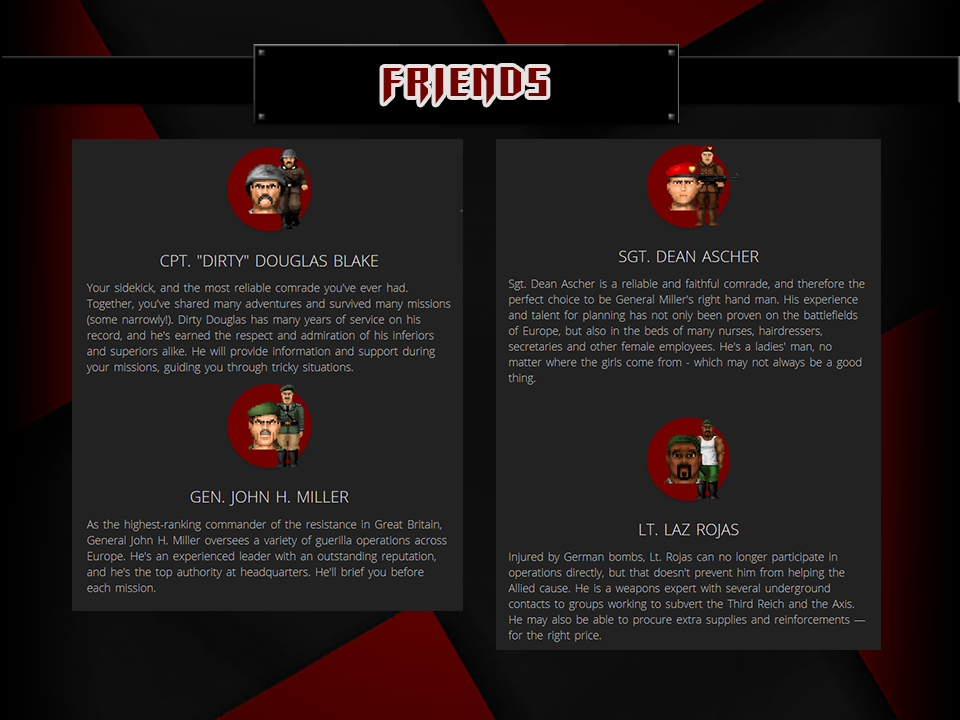 FRIENDS
CPT. "DIRTY" DOUGLAS BLAKE
Your sidekick, and the most reliable comrade you've ever had.
Together, you've shared many adventures and survived many missions
(some narrowly!). Dirty Douglas has many years of service on his
record, and he's earned the respect and admiration of his inferiors
and superiors alike. He will provide information and support during
your missions, guiding you through tricky situations.
GEN. JOHN H. MILLER
As the highest-ranking commander of the resistance in Great Britain,
General John H. Miller oversees a variety of guerilla operations across
Europe. He's an experienced leader with an outstanding reputation,
and he's the top authority at headquarters. He'll brief you before
each mission.
SGT. DEAN ASCHER
Sgt. Dean Ascher is a reliable and faithful comrade, and therefore the
perfect choice to be General Miller's right hand man. His experience
and talent for planning has not only been proven on the battlefields
of Europe, but also in the beds of many nurses, hairdressers,
secretaries and other female employees. He's a ladies' man, no
matter where the girls come from - which may not always be a good
thing.
LT. LAZ ROJAS
Injured by German bombs, Lt. Rojas can no longer participate in
operations directly, but that doesn't prevent him from helping the
Allied cause. He is a weapons expert with several underground
contacts to groups working to subvert the Third Reich and the Axis.
He may also be able to procure extra supplies and reinforcements —
for the right price.